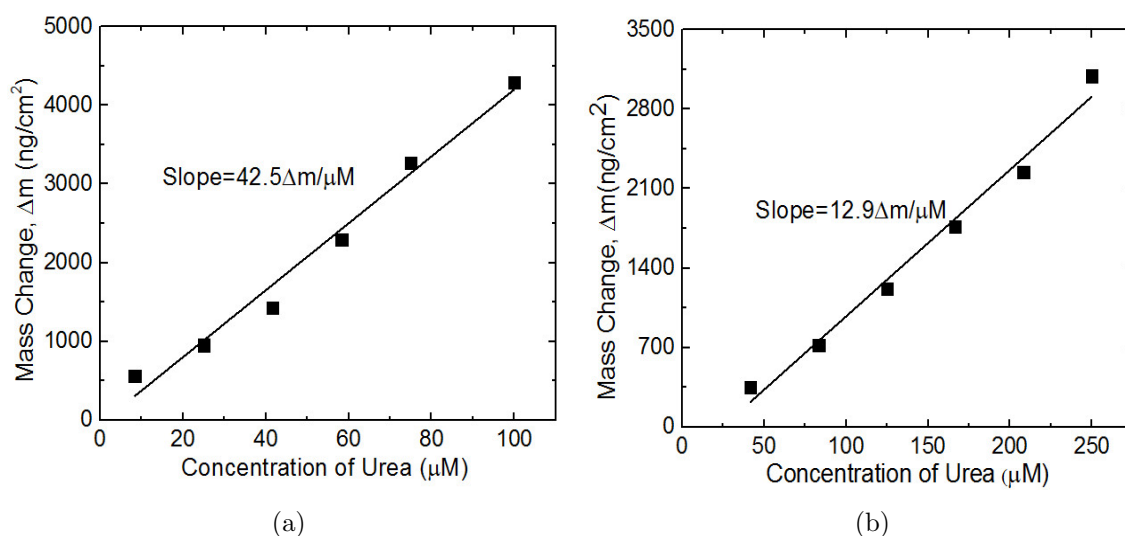 5000
4000
3000
2000
1000
0
Mass Change, Δm (ng/cm²)
Slope=42.5Δm/μM
0 20 40 60 80 100
Concentration of Urea (μM)
(a)
3500
2800
2100
1400
700
0
Mass Change, Δm(ng/cm²)
Slope=12.9Δm/μM
0 50 100 150 200 250
Concentration of Urea (μM)
(b)